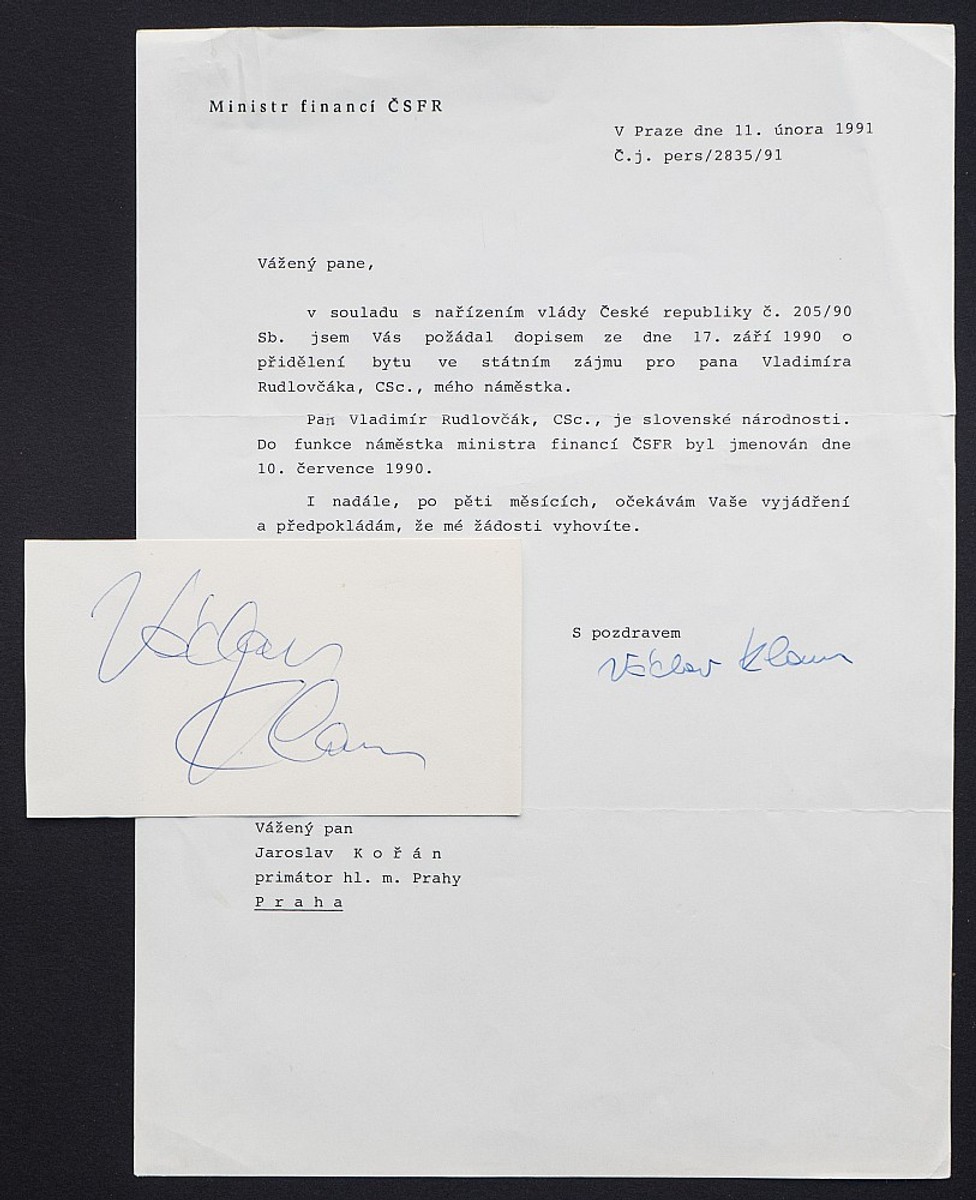 Ministr financí ČSFR
V Praze dne 11. února 1991
Č.j. pers/2835/91
Vážený pane,
v souladu s nařízením vlády České republiky č. 205/90
Sb. jsem Vás požádal dopisem ze dne 17. září 1990 o
přidělení bytu ve státním zájmu pro pana Vladimíra
Rudlovčáka, CSc., mého náměstka.
Pan Vladimír Rudlovčák, CSc., je slovenské národnosti.
Do funkce náměstka ministra financí ČSFR byl jmenován dne
10. července 1990.
I nadále, po pěti měsících, očekávám Vaše vyjádření
a předpokládám, že mé žádosti vyhovíte.
S pozdravem
Václav Klaus
Václav
Klaus
Vážený pan
Jaroslav K o ř á n
primátor hl. m. Prahy
P r a h a